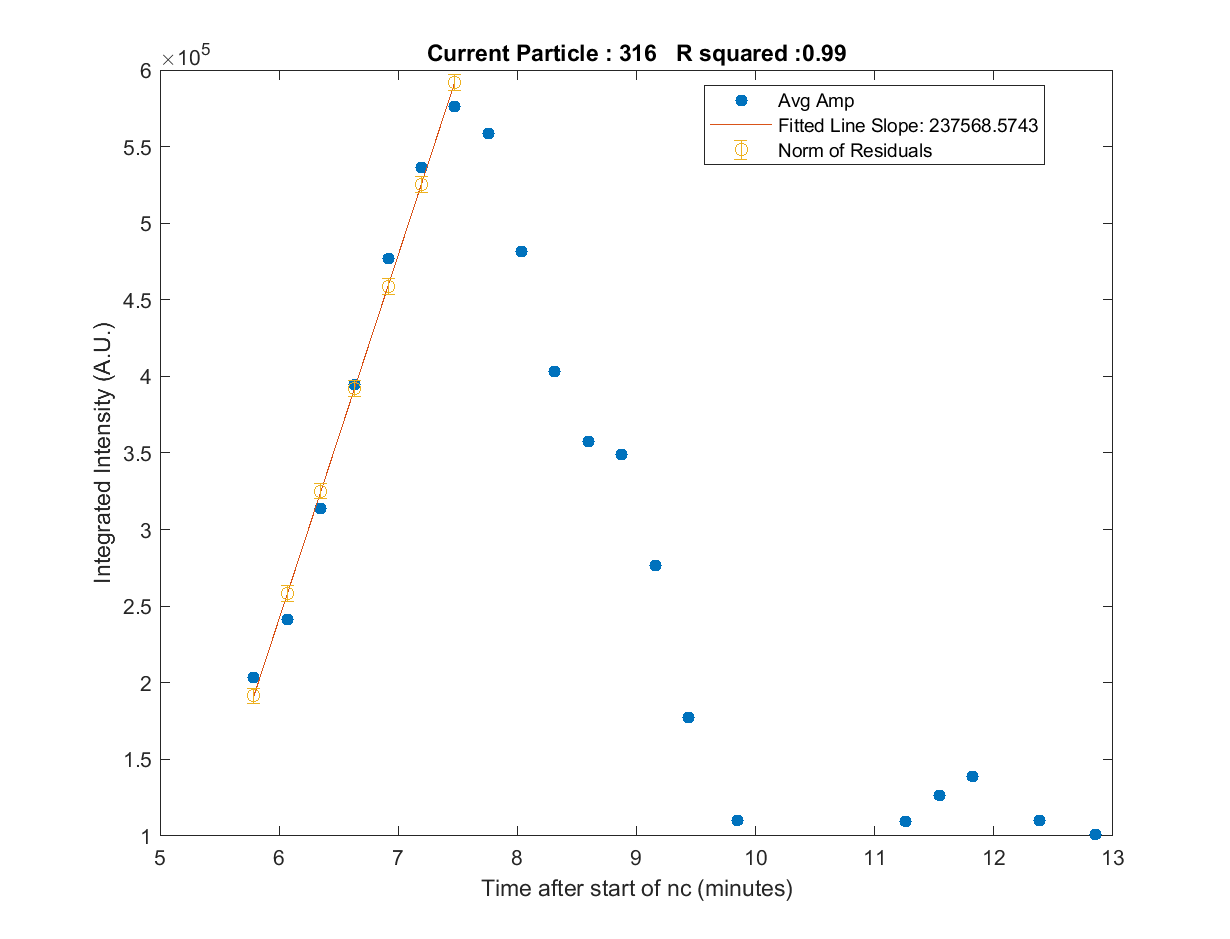 Current Particle : 316 R squared :0.99
×10^5
Avg Amp
Fitted Line Slope: 237568.5743
Norm of Residuals
6
5.5
5
4.5
4
3.5
3
2.5
2
1.5
1
Integrated Intensity (A.U.)
5 6 7 8 9 10 11 12 13
Time after start of nc (minutes)